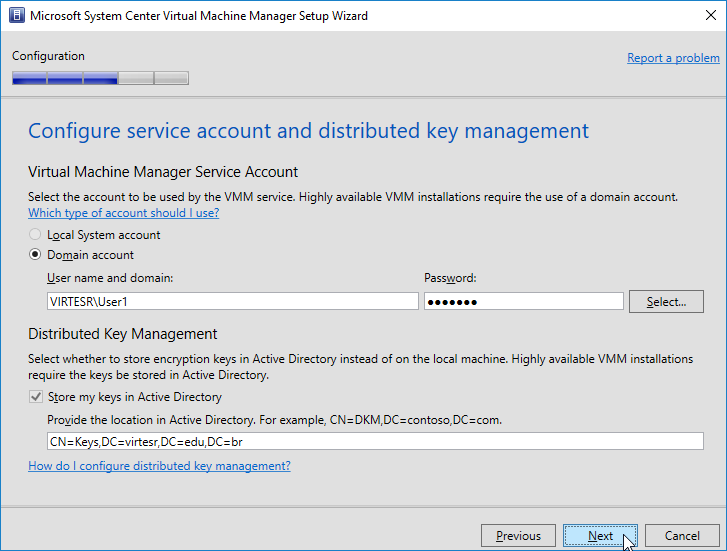 Microsoft System Center Virtual Machine Manager Setup Wizard
Configuration
Report a problem
Configure service account and distributed key management
Virtual Machine Manager Service Account
Select the account to be used by the VMM service. Highly available VMM installations require the use of a domain account.
Which type of account should I use?
Local System account
Domain account
User name and domain:
Password:
VIRTESR\User1
●●●●●●●
Select...
Distributed Key Management
Select whether to store encryption keys in Active Directory instead of on the local machine. Highly available VMM installations
require the keys be stored in Active Directory.
Store my keys in Active Directory
Provide the location in Active Directory. For example, CN=DKM,DC=contoso,DC=com.
CN=Keys,DC=virtesr,DC=edu,DC=br
How do I configure distributed key management?
Previous
Next
Cancel